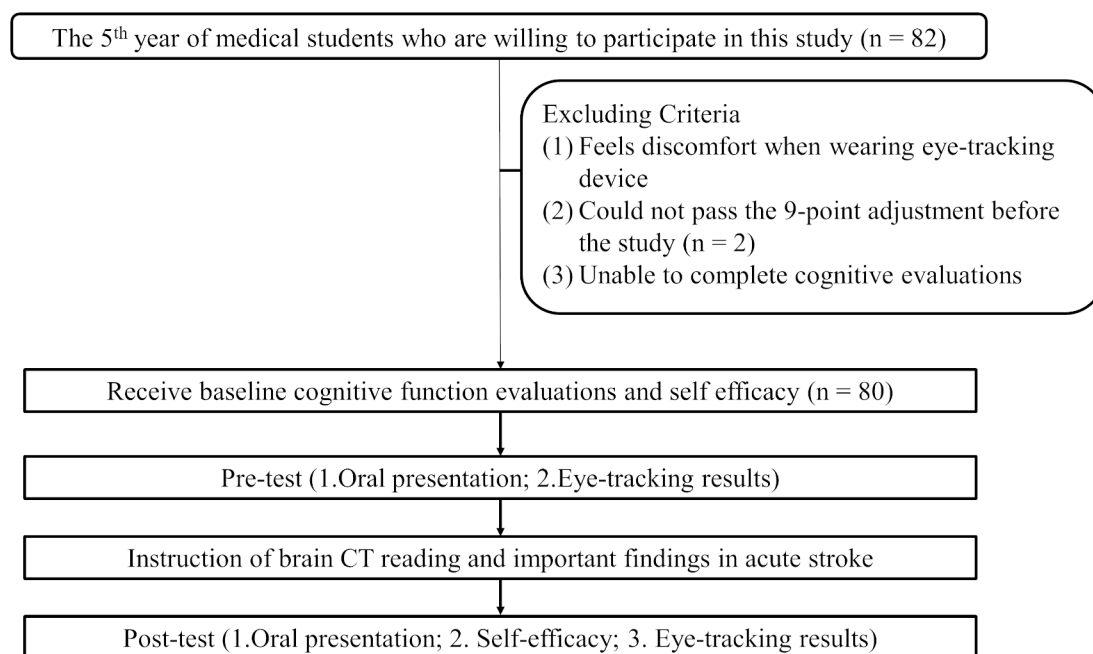 The 5th year of medical students who are willing to participate in this study (n = 82)
Excluding Criteria
(1) Feels discomfort when wearing eye-tracking
device
(2) Could not pass the 9-point adjustment before
the study (n = 2)
(3) Unable to complete cognitive evaluations
Receive baseline cognitive function evaluations and self efficacy (n = 80)
Pre-test (1.Oral presentation; 2.Eye-tracking results)
Instruction of brain CT reading and important findings in acute stroke
Post-test (1.Oral presentation; 2. Self-efficacy; 3. Eye-tracking results)